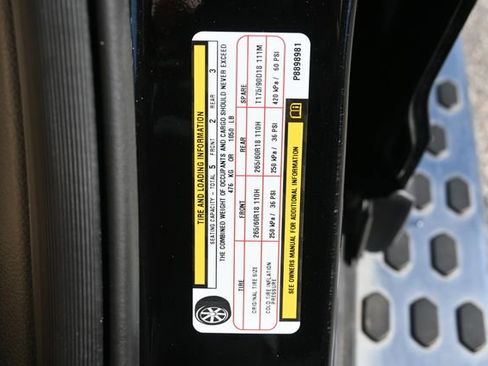 TIRE AND LOADING INFORMATION
SEATING CAPACITY - TOTAL 5 FRONT 2 REAR 3
THE COMBINED WEIGHT OF OCCUPANTS AND CARGO SHOULD NEVER EXCEED
476 KG OR 1050 LB
TIRE FRONT REAR SPARE
ORIGINAL TIRE SIZE 265/60R18 110H 265/60R18 110H T175/90D18 111M
COLD TIRE INFLATION PRESSURE 250 kPa / 36 PSI 250 kPa / 36 PSI 420 kPa / 60 PSI
SEE OWNERS MANUAL FOR ADDITIONAL INFORMATION
P8898981